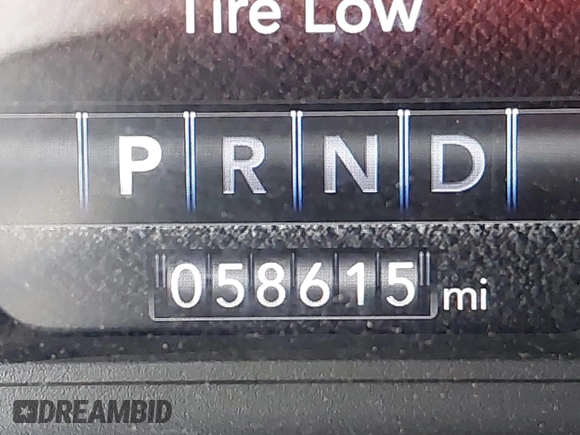 Tire Low
P R N D
058615 mi
DREAMBID